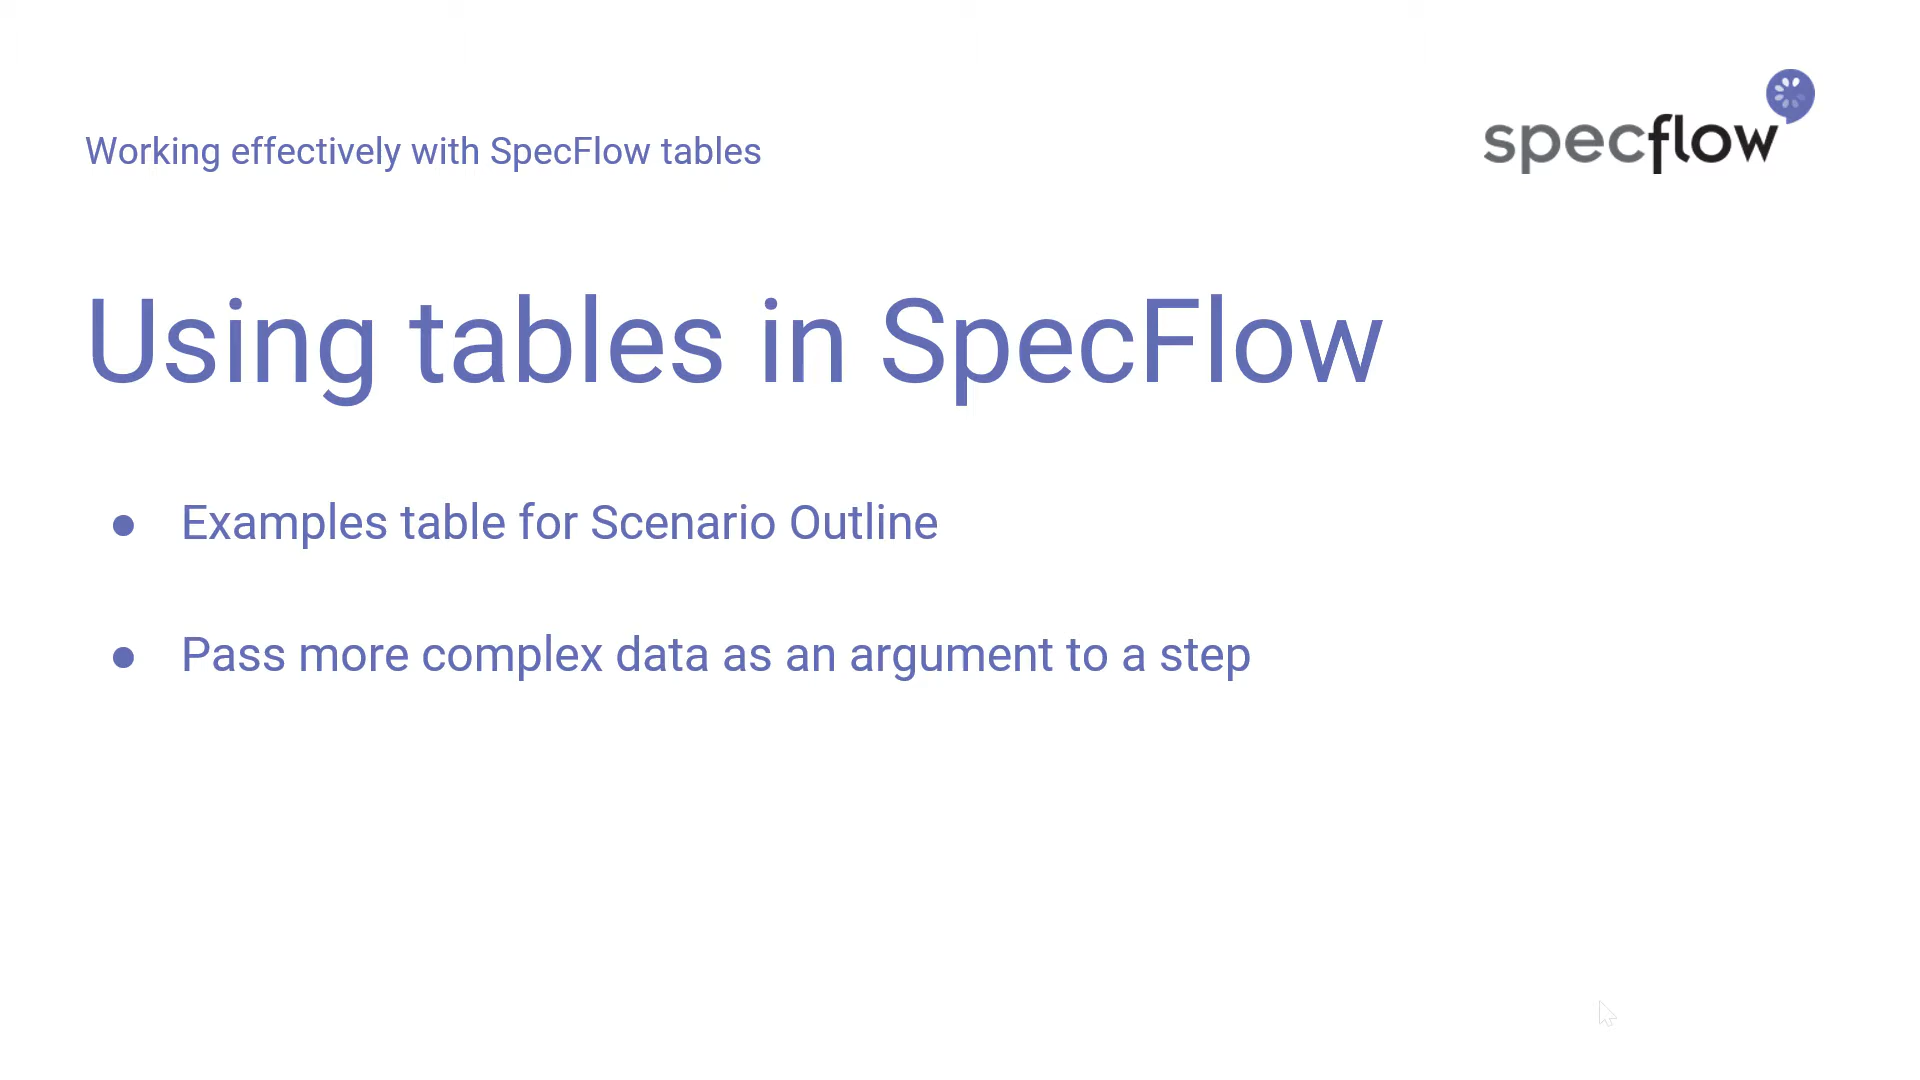 Working effectively with SpecFlow tables
specflow
Using tables in SpecFlow
● Examples table for Scenario Outline
● Pass more complex data as an argument to a step